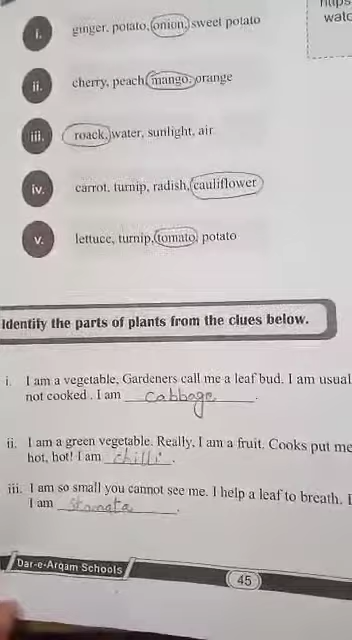 i. ginger, potato, onion, sweet potato
walc
ii. cherry, peach, mango, orange
iii. roack, water, sunlight, air
iv. carrot, turnip, radish, cauliflower
v. lettuce, turnip, tomato, potato
Identify the parts of plants from the clues below.
i. I am a vegetable, Gardeners call me a leaf bud. I am usual
not cooked . I am cabbage.
ii. I am a green vegetable. Really, I am a fruit. Cooks put me
hot, hot! I am chilli.
iii. I am so small you cannot see me. I help a leaf to breath. I
I am Stomata.
Dar-e-Arqam Schools
45